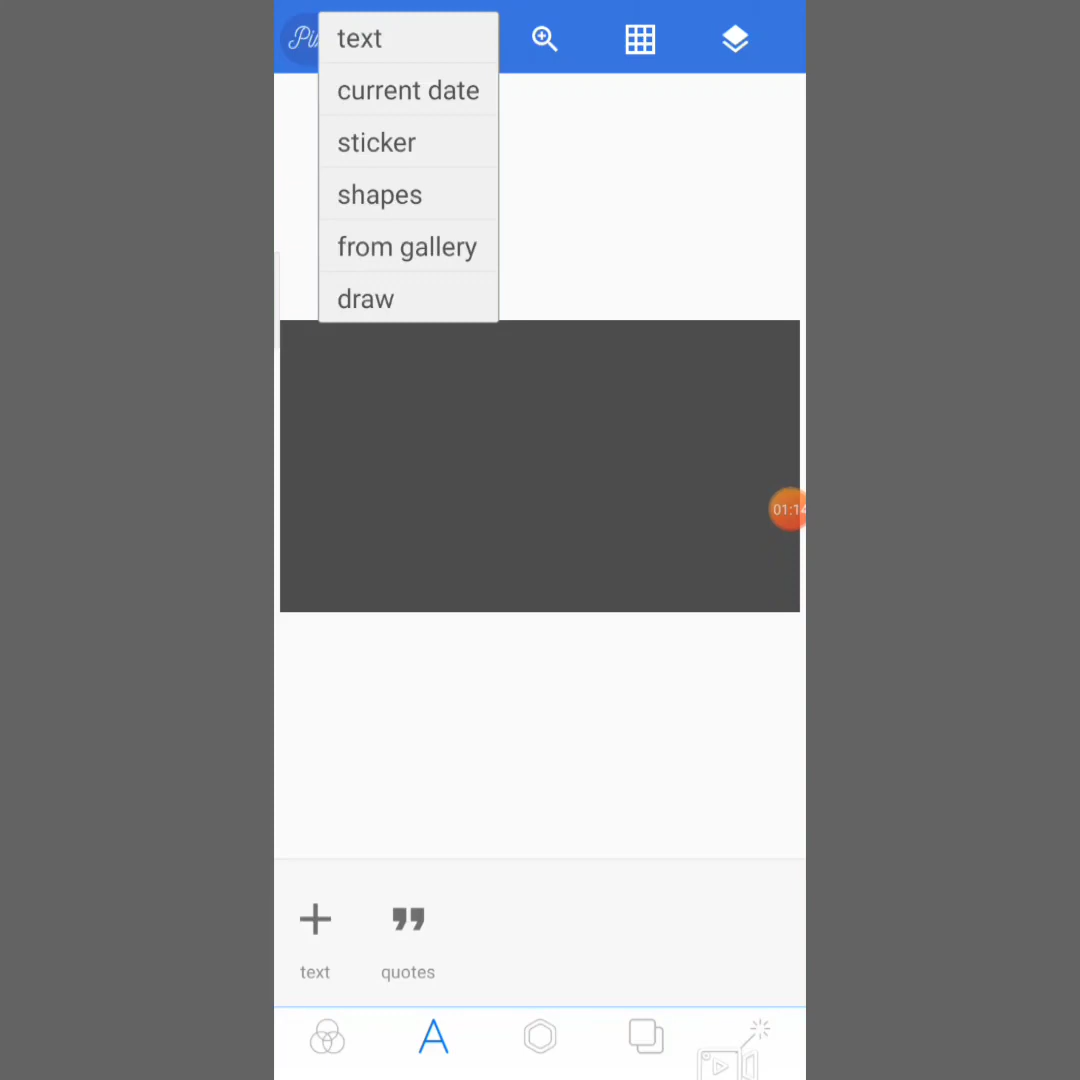 text
current date
sticker
shapes
from gallery
draw
text
quotes